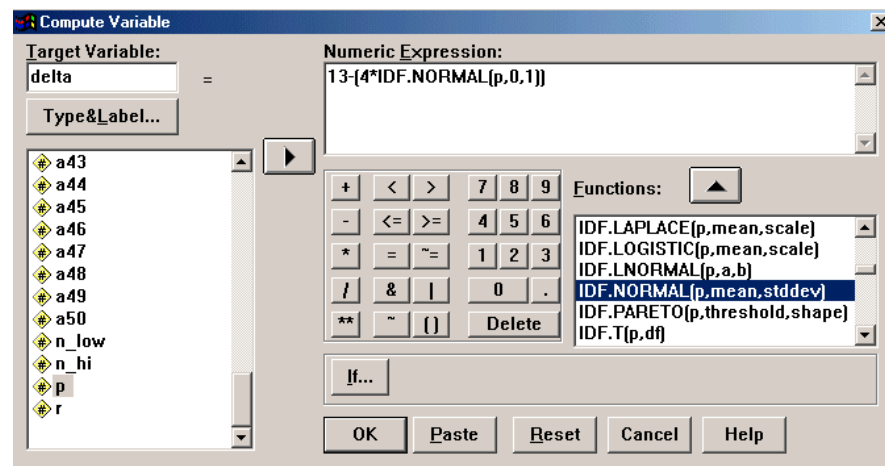 Compute Variable
Target Variable:
delta
=
Type&Label...
a43
a44
a45
a46
a47
a48
a49
a50
n_low
n_hi
p
r
Numeric Expression:
13-(4*IDF.NORMAL(p,0,1))
+ < > 7 8 9
- <= >= 4 5 6
* = ~= 1 2 3
/ & | 0 .
** ~ () Delete
Functions:
IDF.LAPLACE(p,mean,scale)
IDF.LOGISTIC(p,mean,scale)
IDF.LNORMAL(p,a,b)
IDF.NORMAL(p,mean,stddev)
IDF.PARETO(p,threshold,shape)
IDF.T(p,df)
If...
OK Paste Reset Cancel Help